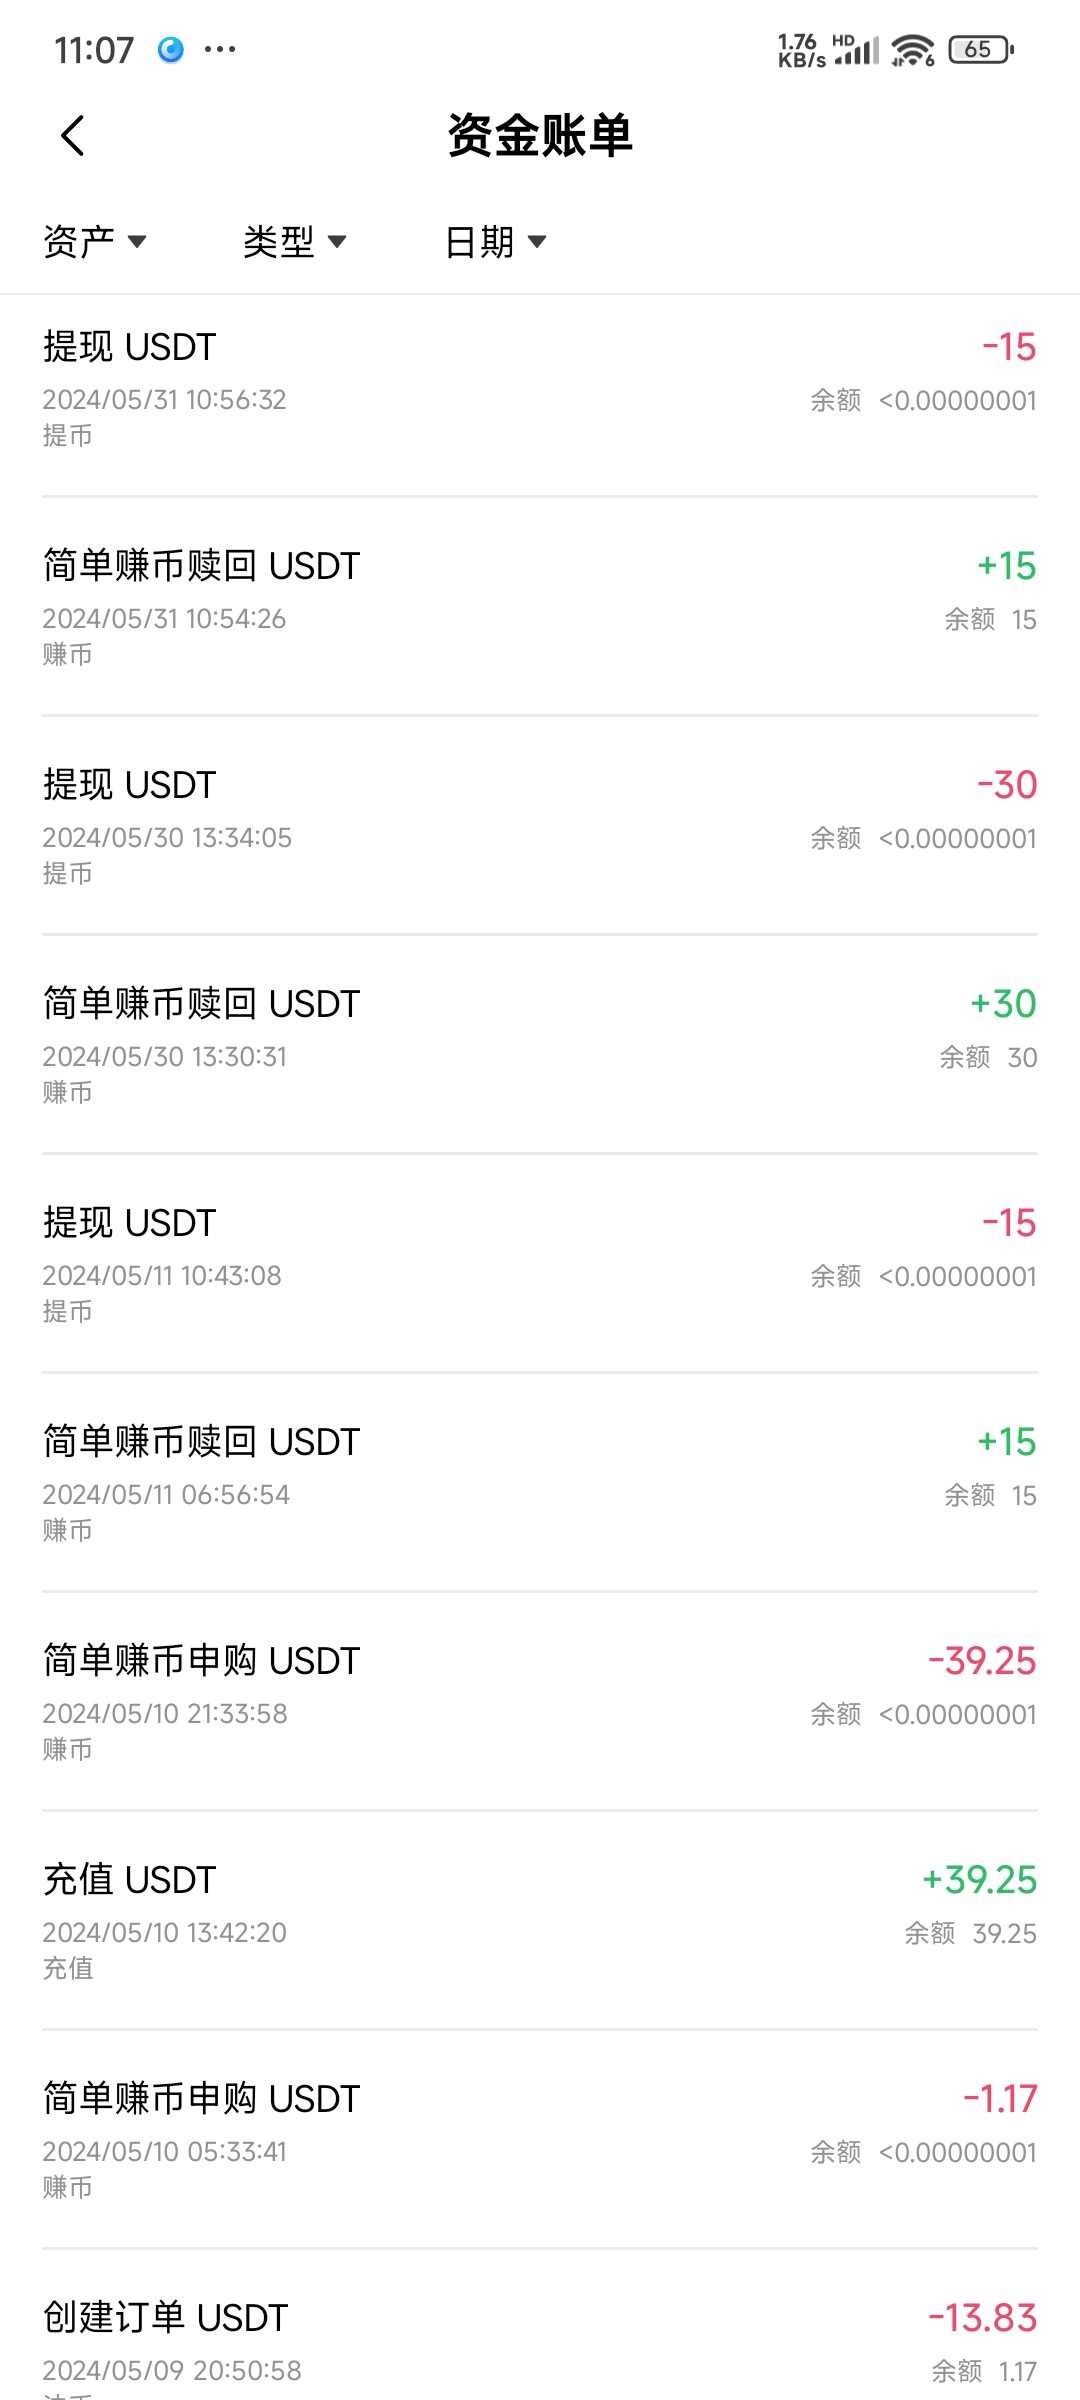 11:07
1.76 KB/s HD 6 65
资金账单
资产 类型 日期
提现 USDT -15
2024/05/31 10:56:32 余额 <0.00000001
提币
简单赚币赎回 USDT +15
2024/05/31 10:54:26 余额 15
赚币
提现 USDT -30
2024/05/30 13:34:05 余额 <0.00000001
提币
简单赚币赎回 USDT +30
2024/05/30 13:30:31 余额 30
赚币
提现 USDT -15
2024/05/11 10:43:08 余额 <0.00000001
提币
简单赚币赎回 USDT +15
2024/05/11 06:56:54 余额 15
赚币
简单赚币申购 USDT -39.25
2024/05/10 21:33:58 余额 <0.00000001
赚币
充值 USDT +39.25
2024/05/10 13:42:20 余额 39.25
充值
简单赚币申购 USDT -1.17
2024/05/10 05:33:41 余额 <0.00000001
赚币
创建订单 USDT -13.83
2024/05/09 20:50:58 余额 1.17